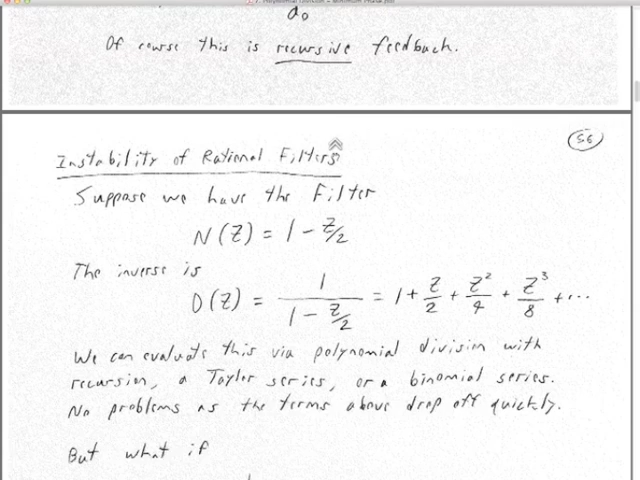 a₀
Of course this is recursive feedback.
56
Instability of Rational Filters
Suppose we have the Filter
N(Z) = 1 - Z/2
The inverse is
D(Z) = 1/(1 - Z/2) = 1 + Z/2 + Z²/4 + Z³/8 + ...
We can evaluate this via polynomial division with
recursion, a Taylor series, or a binomial series.
No problems as the terms above drop off quickly.
But what if